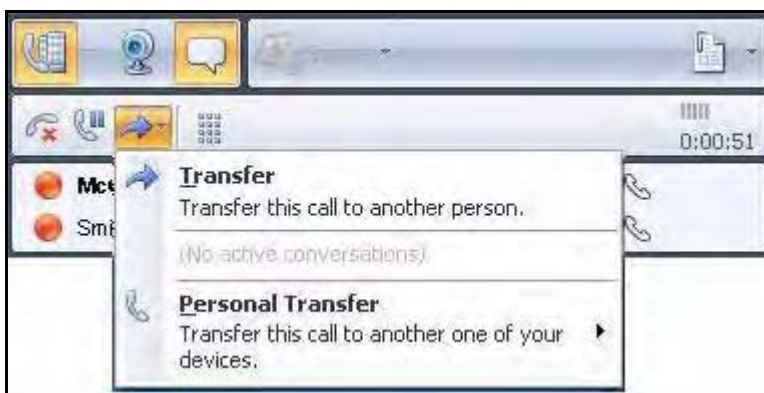 0:00:51
Transfer
Transfer this call to another person.
(No active conversations)
Personal Transfer
Transfer this call to another one of your
devices.